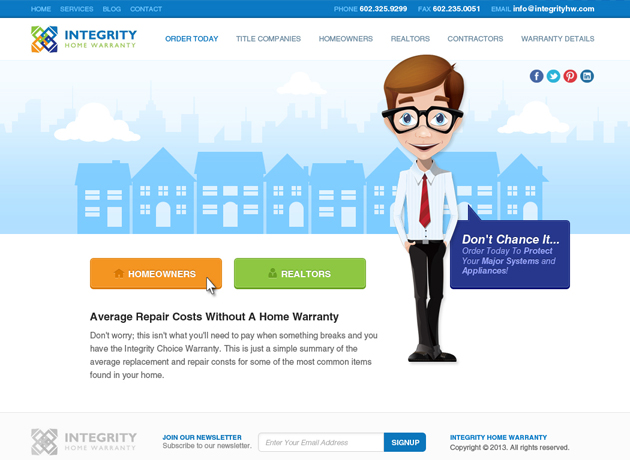 HOME SERVICES BLOG CONTACT PHONE 602.325.9299 FAX 602.235.0051 EMAIL info@integrityhw.com
INTEGRITY
HOME WARRANTY
ORDER TODAY TITLE COMPANIES HOMEOWNERS REALTORS CONTRACTORS WARRANTY DETAILS
Don't Chance It...
Order Today To Protect
Your Major Systems and
Appliances!
HOMEOWNERS
REALTORS
Average Repair Costs Without A Home Warranty
Don't worry; this isn't what you'll need to pay when something breaks and you
have the Integrity Choice Warranty. This is just a simple summary of the
average replacement and repair consts for some of the most common items
found in your home.
INTEGRITY
HOME WARRANTY
JOIN OUR NEWSLETTER
Subscribe to our newsletter.
Enter Your Email Address
SIGNUP
INTEGRITY HOME WARRANTY
Copyright © 2013. All rights reserved.